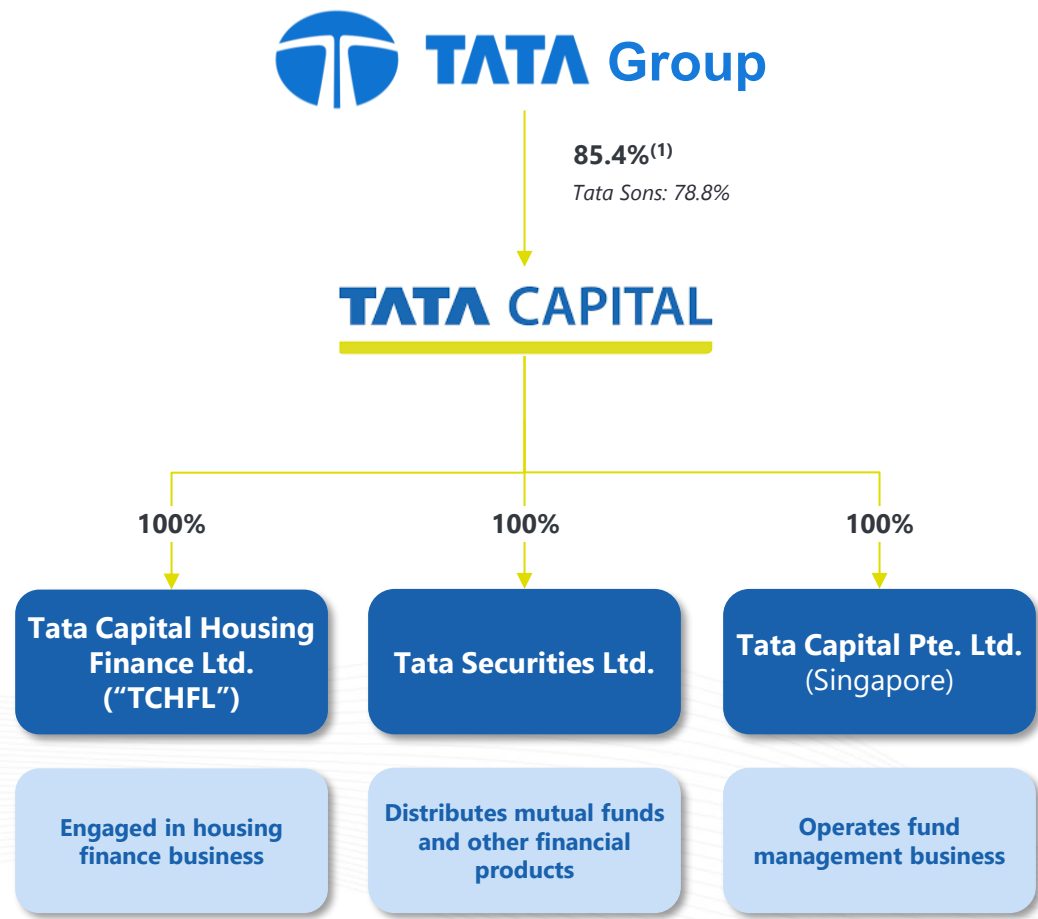 TATA Group
85.4%(1)
Tata Sons: 78.8%
TATA CAPITAL
100%
100%
100%
Tata Capital Housing
Finance Ltd.
(“TCHFL”)
Tata Securities Ltd.
Tata Capital Pte. Ltd.
(Singapore)
Engaged in housing
finance business
Distributes mutual funds
and other financial
products
Operates fund
management business